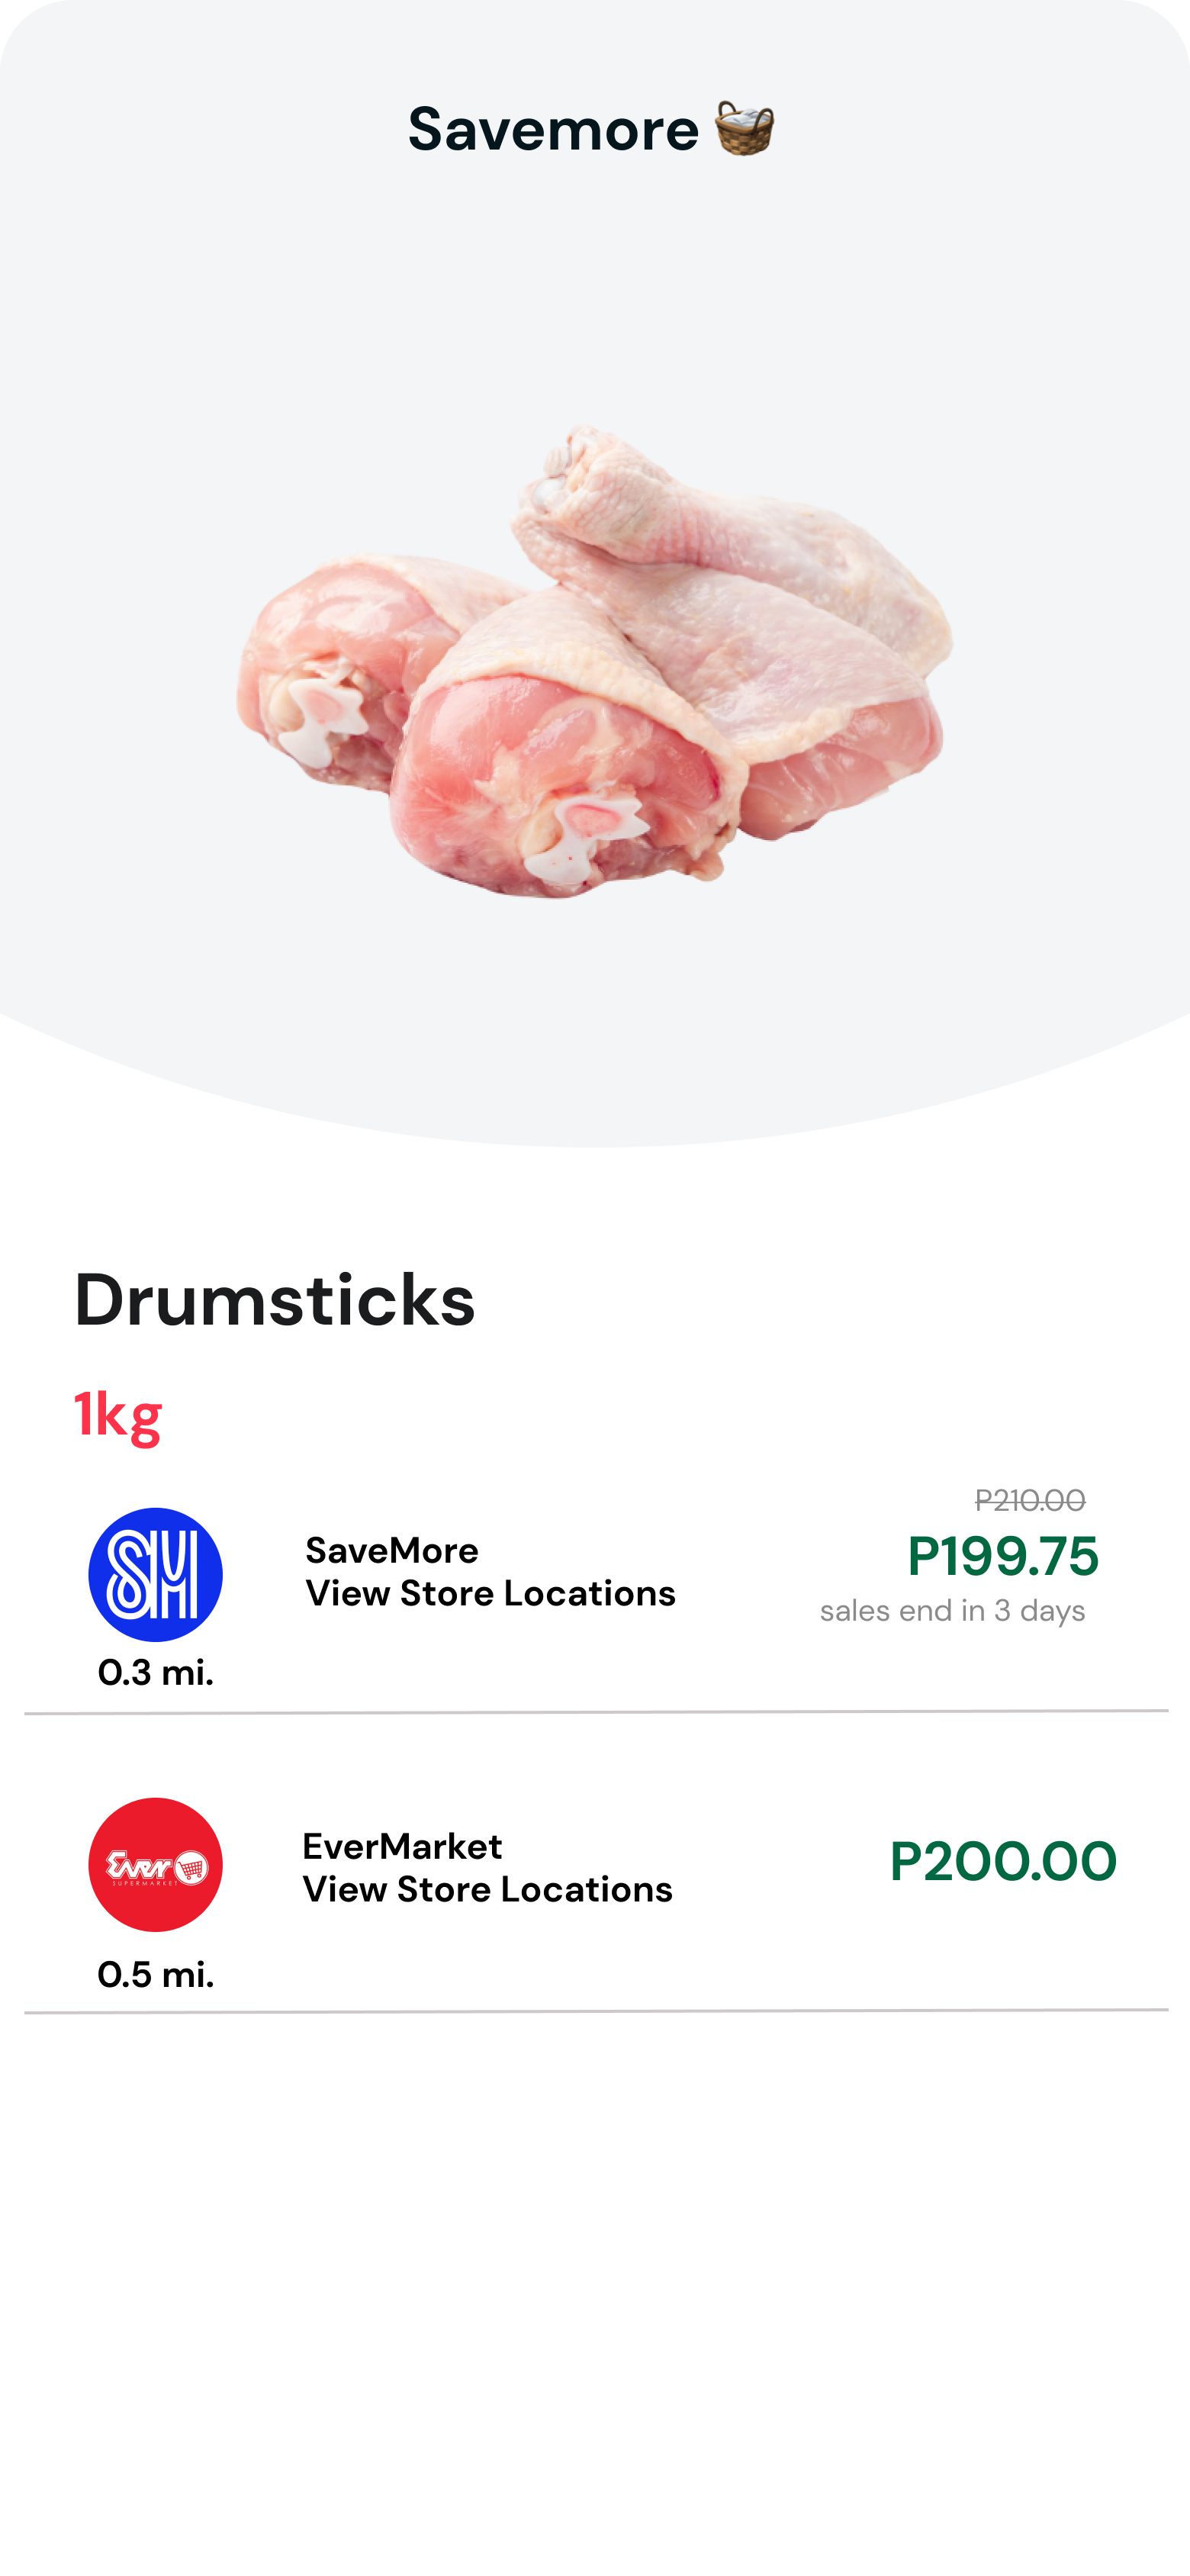 Savemore
Drumsticks
1kg
P210.00
SM
SaveMore
P199.75
View Store Locations
sales end in 3 days
0.3 mi.
Ever
SUPERMARKET
EverMarket
P200.00
View Store Locations
0.5 mi.